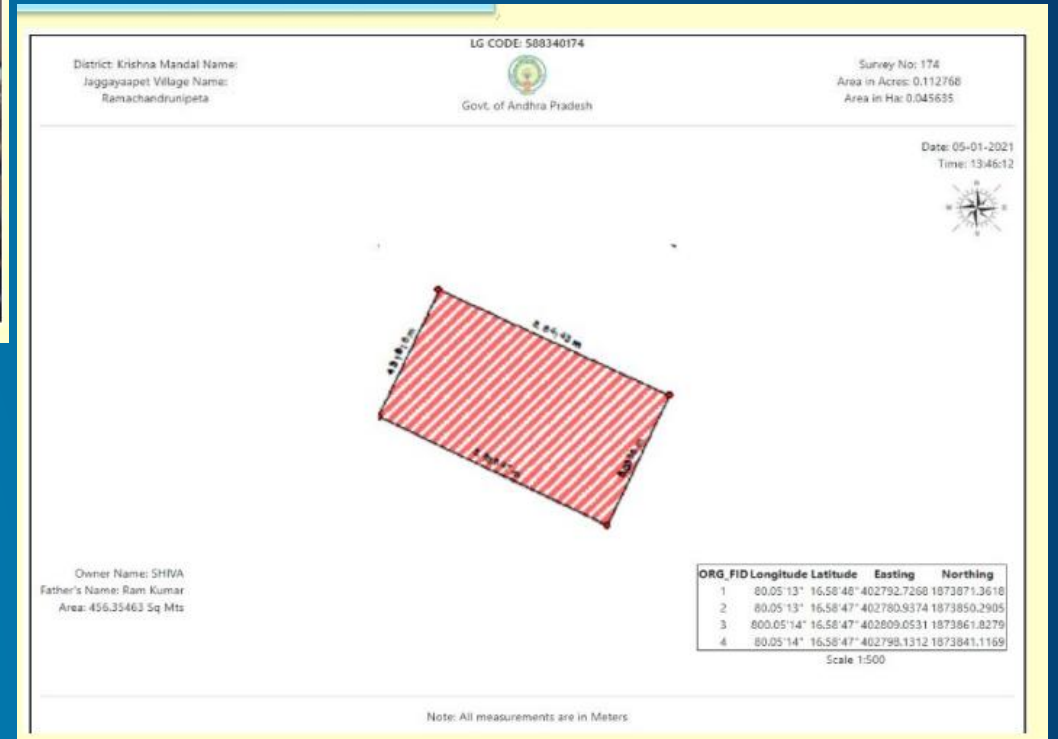 LG CODE: 588340174
District: Krishna Mandal Name:
Jaggayaapet Village Name:
Ramachandrunipeta
Govt. of Andhra Pradesh
Survey No: 174
Area in Acres: 0.112768
Area in Ha: 0.045635
Date: 05-01-2021
Time: 13:46:12
Owner Name: SHIVA
Father's Name: Ram Kumar
Area: 456.35463 Sq Mts
ORG_FID Longitude Latitude Easting Northing
1 80.05'13" 16.58'48" 402792.7268 1873871.3618
2 80.05'13" 16.58'47" 402780.9374 1873850.2905
3 800.05'14" 16.58'47" 402809.0531 1873861.8279
4 80.05'14" 16.58'47" 402798.1312 1873841.1169
Scale 1:500
Note: All measurements are in Meters